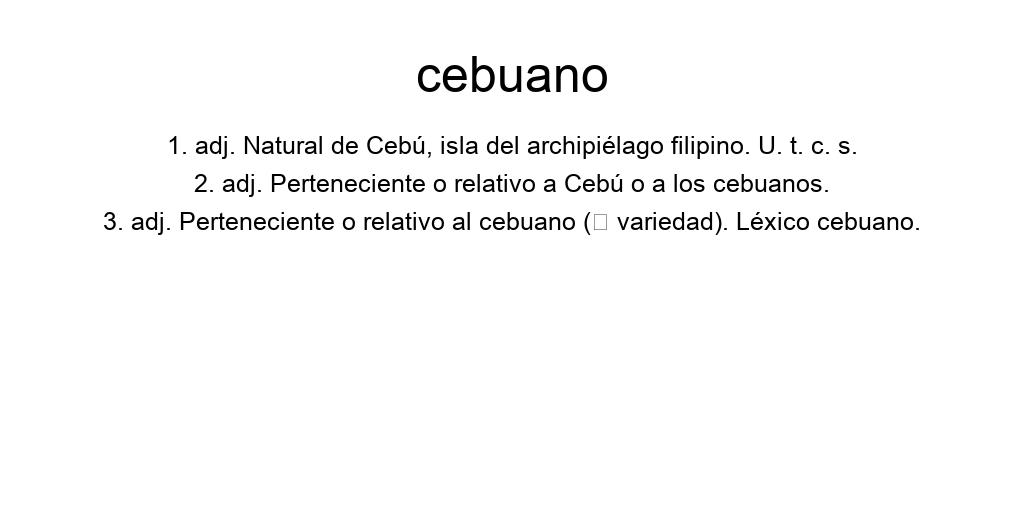 cebuano
1. adj. Natural de Cebú, isla del archipiélago filipino. U. t. c. s.
2. adj. Perteneciente o relativo a Cebú o a los cebuanos.
3. adj. Perteneciente o relativo al cebuano (□ variedad). Léxico cebuano.